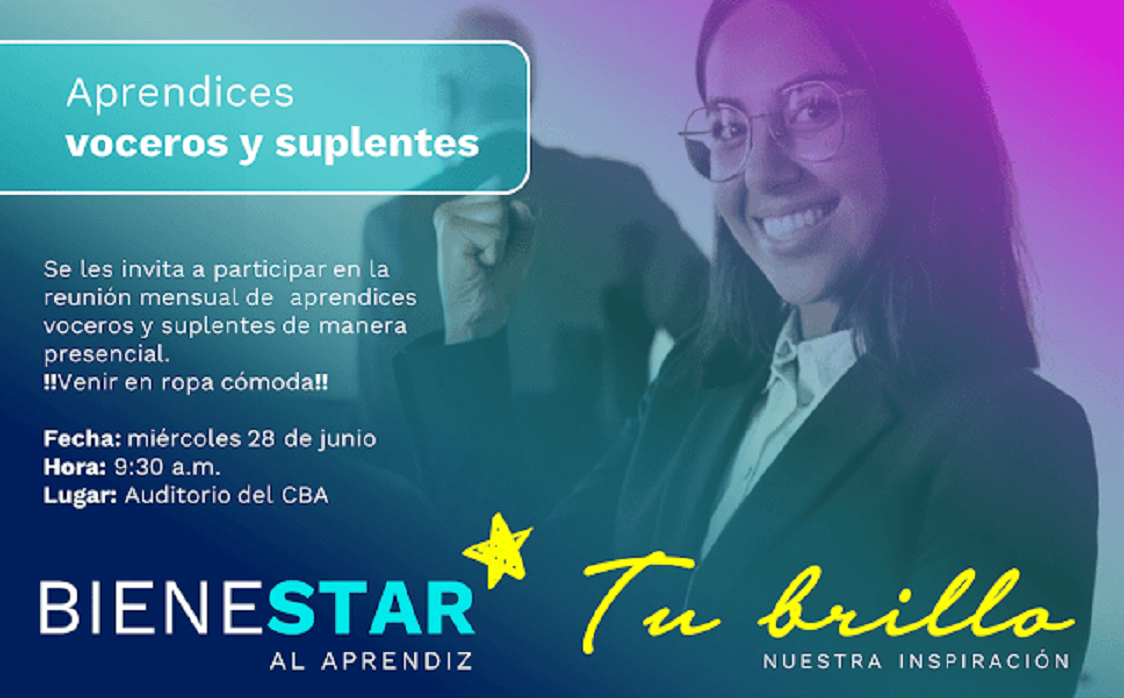 Aprendices
voceros y suplentes
Se les invita a participar en la
reunión mensual de aprendices
voceros y suplentes de manera
presencial.
!!Venir en ropa cómoda!!
Fecha: miércoles 28 de junio
Hora: 9:30 a.m.
Lugar: Auditorio del CBA
BIENESTAR
AL APRENDIZ
Tu brillo
NUESTRA INSPIRACIÓN